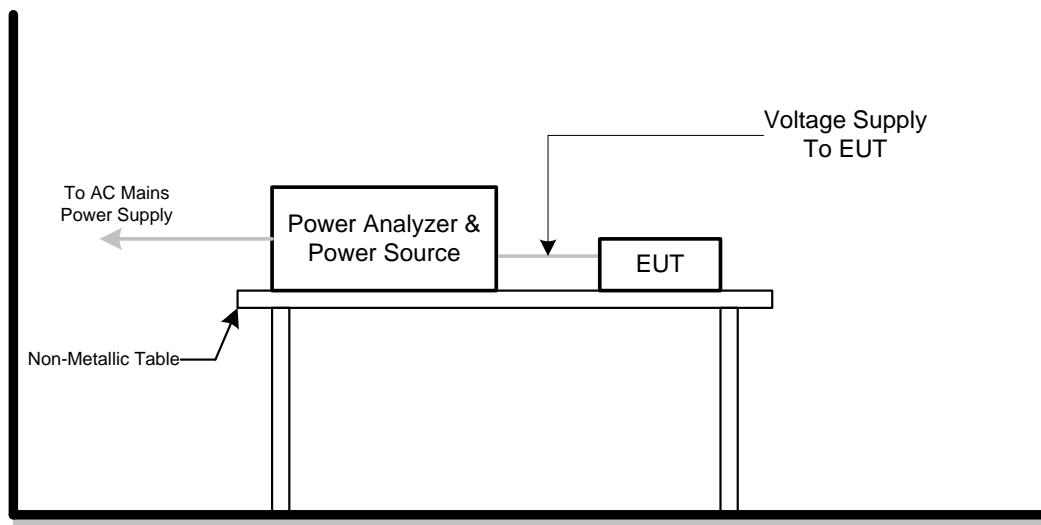 Voltage Supply
To EUT
To AC Mains
Power Supply
Power Analyzer &
Power Source
EUT
Non-Metallic Table